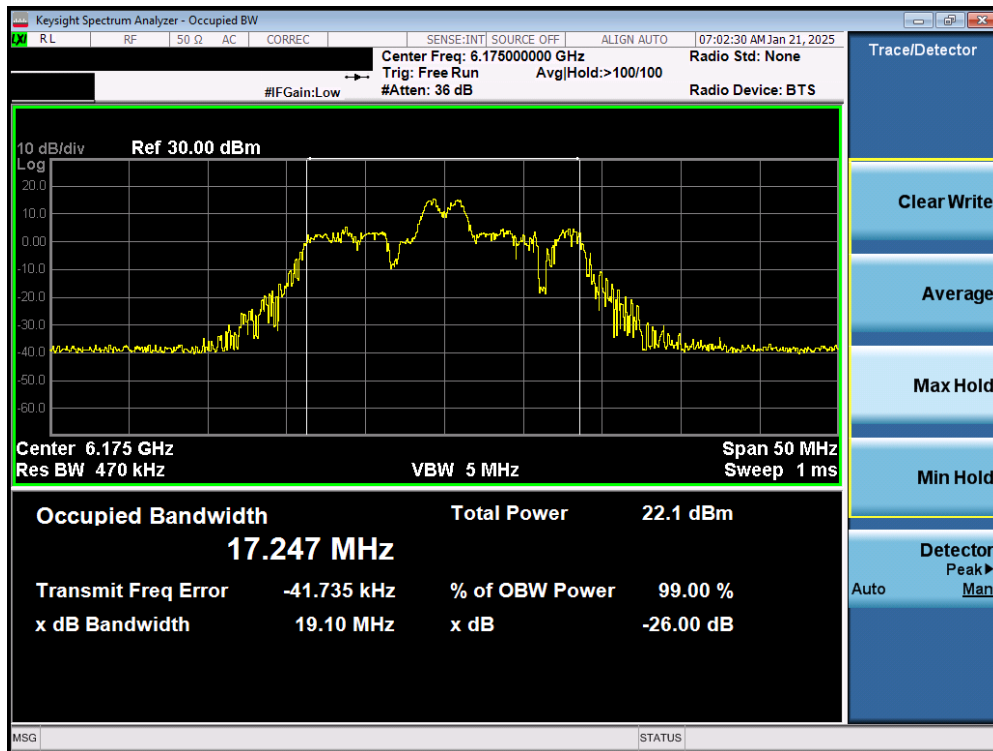 Keysight Spectrum Analyzer - Occupied BW
LXI RL RF 50 Ω AC CORREC SENSE:INT SOURCE OFF ALIGN AUTO 07:02:30 AM Jan 21, 2025
Center Freq: 6.175000000 GHz Radio Std: None
Trig: Free Run Avg|Hold:>100/100
#IFGain:Low #Atten: 36 dB Radio Device: BTS
10 dB/div Ref 30.00 dBm
Log
20.0
10.0
0.00
-10.0
-20.0
-30.0
-40.0
-50.0
-60.0
Center 6.175 GHz Span 50 MHz
Res BW 470 kHz VBW 5 MHz Sweep 1 ms
Occupied Bandwidth Total Power 22.1 dBm
17.247 MHz
Transmit Freq Error -41.735 kHz % of OBW Power 99.00 %
x dB Bandwidth 19.10 MHz x dB -26.00 dB
MSG STATUS
Trace/Detector
Clear Write
Average
Max Hold
Min Hold
Detector
Peak▶
Auto Man